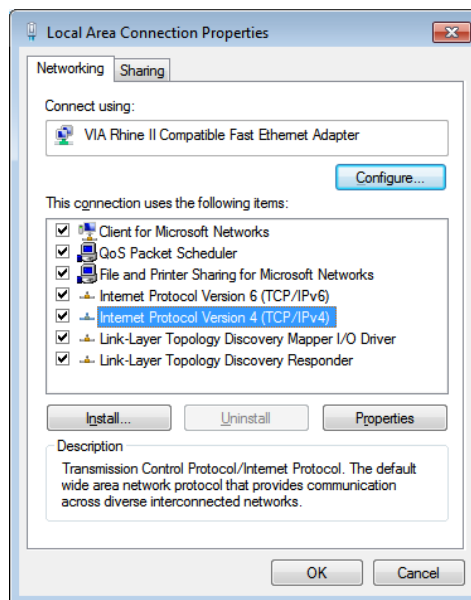 Local Area Connection Properties
Networking
Sharing
Connect using:
VIA Rhine II Compatible Fast Ethernet Adapter
Configure...
This connection uses the following items:
Client for Microsoft Networks
QoS Packet Scheduler
File and Printer Sharing for Microsoft Networks
Internet Protocol Version 6 (TCP/IPv6)
Internet Protocol Version 4 (TCP/IPv4)
Link-Layer Topology Discovery Mapper I/O Driver
Link-Layer Topology Discovery Responder
Install...
Uninstall
Properties
Description
Transmission Control Protocol/Internet Protocol. The default
wide area network protocol that provides communication
across diverse interconnected networks.
OK
Cancel